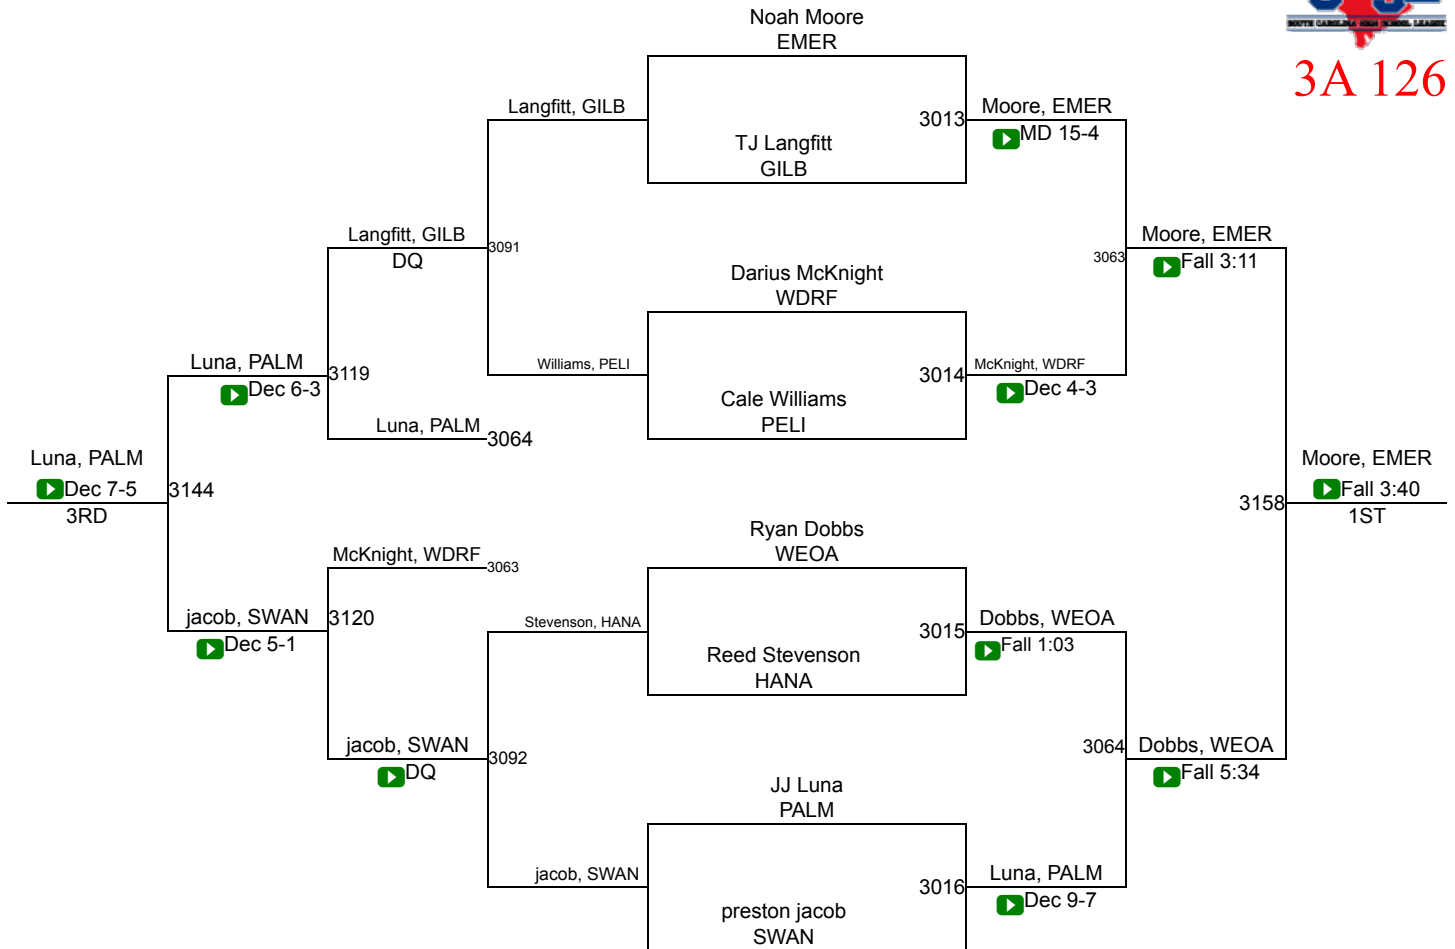 SOUTH CAROLINA HIGH SCHOOL LEAGUE
3A 126
Noah Moore
EMER
Langfitt, GILB
3013
Moore, EMER
MD 15-4
TJ Langfitt
GILB
Langfitt, GILB
DQ
3091
Moore, EMER
Fall 3:11
3063
Darius McKnight
WDRF
Williams, PELI
3014
McKnight, WDRF
Dec 4-3
Cale Williams
PELI
Luna, PALM
Dec 6-3
3119
Luna, PALM
3064
Luna, PALM
Dec 7-5
3RD
3144
Moore, EMER
Fall 3:40
1ST
3158
McKnight, WDRF
3063
Ryan Dobbs
WEOA
jacob, SWAN
Dec 5-1
3120
Stevenson, HANA
3015
Dobbs, WEOA
Fall 1:03
Reed Stevenson
HANA
jacob, SWAN
DQ
3092
3064
Dobbs, WEOA
Fall 5:34
JJ Luna
PALM
jacob, SWAN
3016
Luna, PALM
Dec 9-7
preston jacob
SWAN